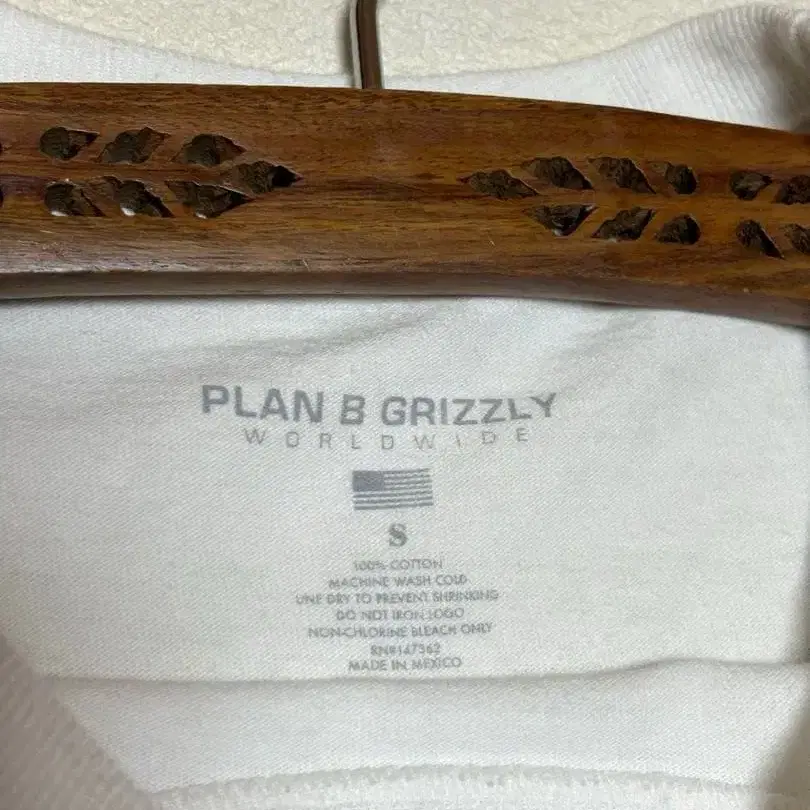 PLAN B GRIZZLY
WORLDWIDE
S
100% COTTON
MACHINE WASH COLD
LINE DRY TO PREVENT SHRINKING
DO NOT IRON LOGO
NON-CHLORINE BLEACH ONLY
RN#147362
MADE IN MEXICO